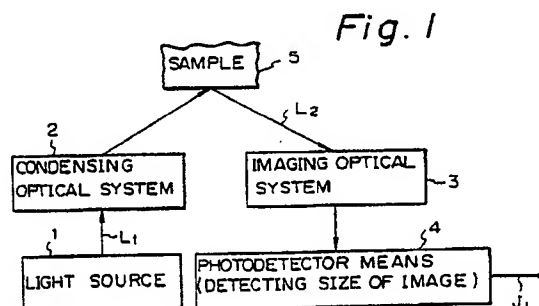 Fig. 1
SAMPLE
5
L2
2
CONDENSING
OPTICAL SYSTEM
IMAGING OPTICAL
SYSTEM
3
1
L1
4
LIGHT SOURCE
PHOTODETECTOR MEANS
(DETECTING SIZE OF IMAGE)